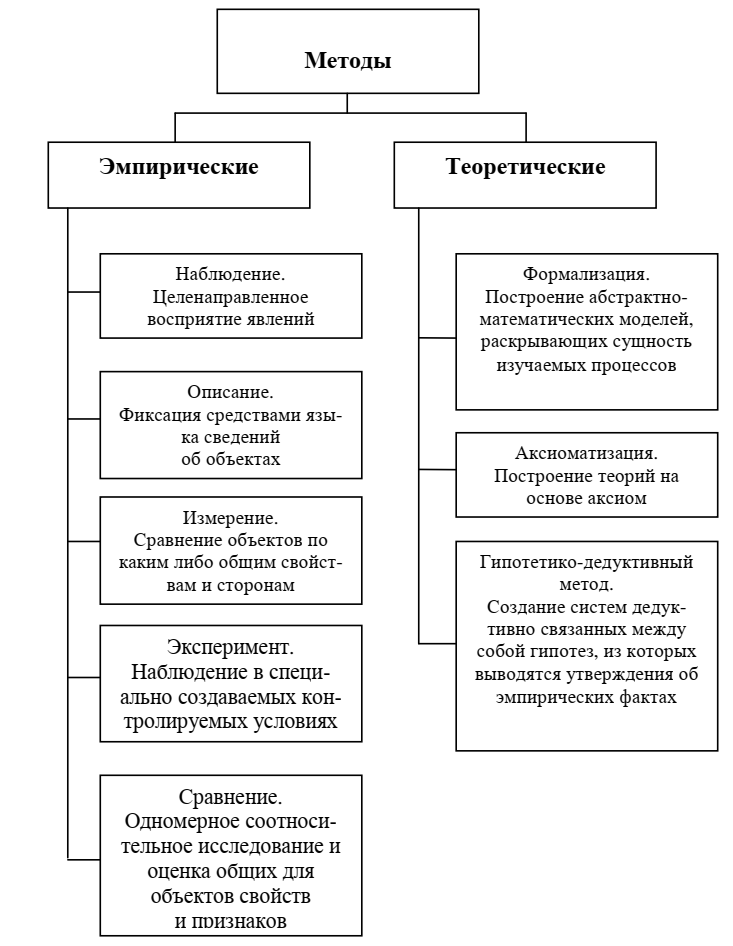 Методы
Эмпирические
Наблюдение.
Целенаправленное
восприятие явлений
Описание.
Фиксация средствами язы-
ка сведений
об объектах
Измерение.
Сравнение объектов по
каким либо общим свойст-
вам и сторонам
Эксперимент.
Наблюдение в специ-
ально создаваемых кон-
тролируемых условиях
Сравнение.
Одномерное соотноси-
тельное исследование и
оценка общих для
объектов свойств
и признаков
Теоретические
Формализация.
Построение абстрактно-
математических моделей,
раскрывающих сущность
изучаемых процессов
Аксиоматизация.
Построение теорий на
основе аксиом
Гипотетико-дедуктивный
метод.
Создание систем дедук-
тивно связанных между
собой гипотез, из которых
выводятся утверждения об
эмпирических фактах